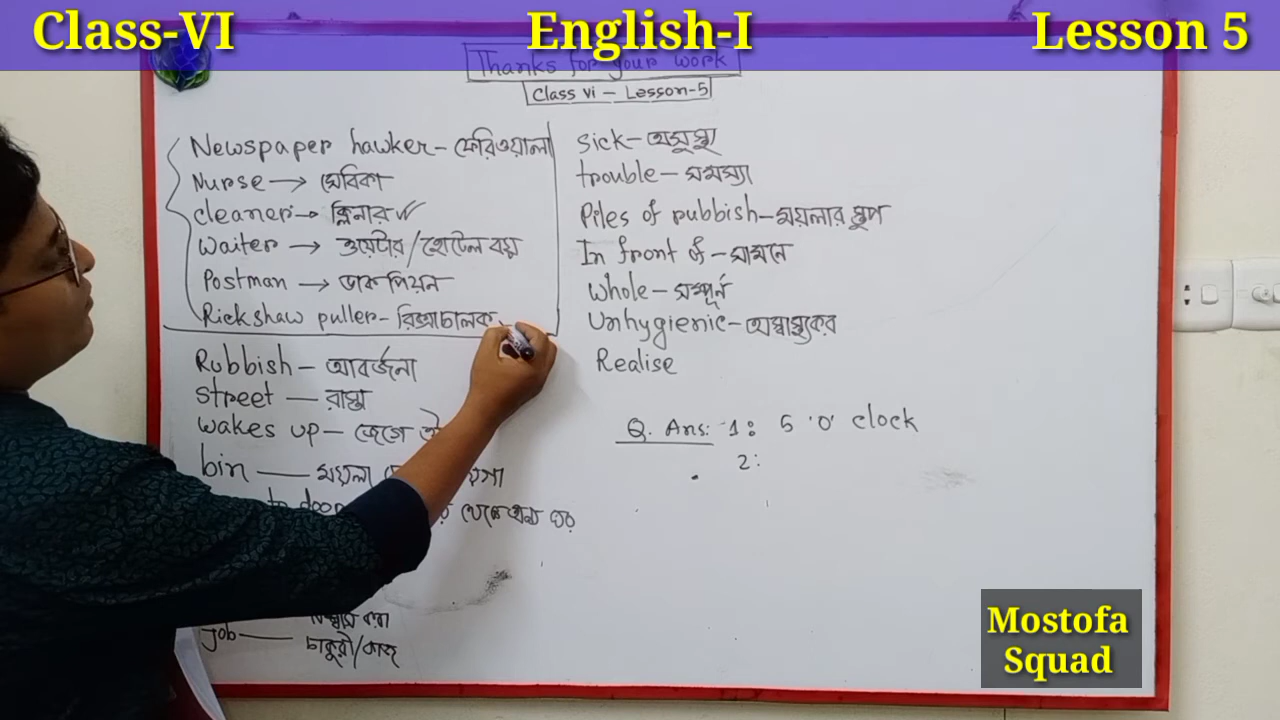 Class-VI English-I Lesson 5
Thanks for your work
Class vi – Lesson-5
Newspaper hawker – ফেরিওয়ালা
Nurse → সেবিকা
Cleaner → ক্লিনার
Waiter → ওয়েটার/হোটেল বয়
Postman → ডাক পিয়ন
Rickshaw puller – রিক্সাচালক
Rubbish – আবর্জনা
Street — রাস্তা
Wakes up – জেগে
bin — ময়লা
to door
job — চাকুরী/কাজ
Sick – অসুস্থ্য
trouble – সমস্যা
Piles of rubbish – ময়লার স্তুপ
In front of – সামনে
Whole – সম্পূর্ন
Unhygienic – অস্বাস্থ্যকর
Realise
Q. Ans: 1: 5 'O' clock
2:
Mostofa
Squad